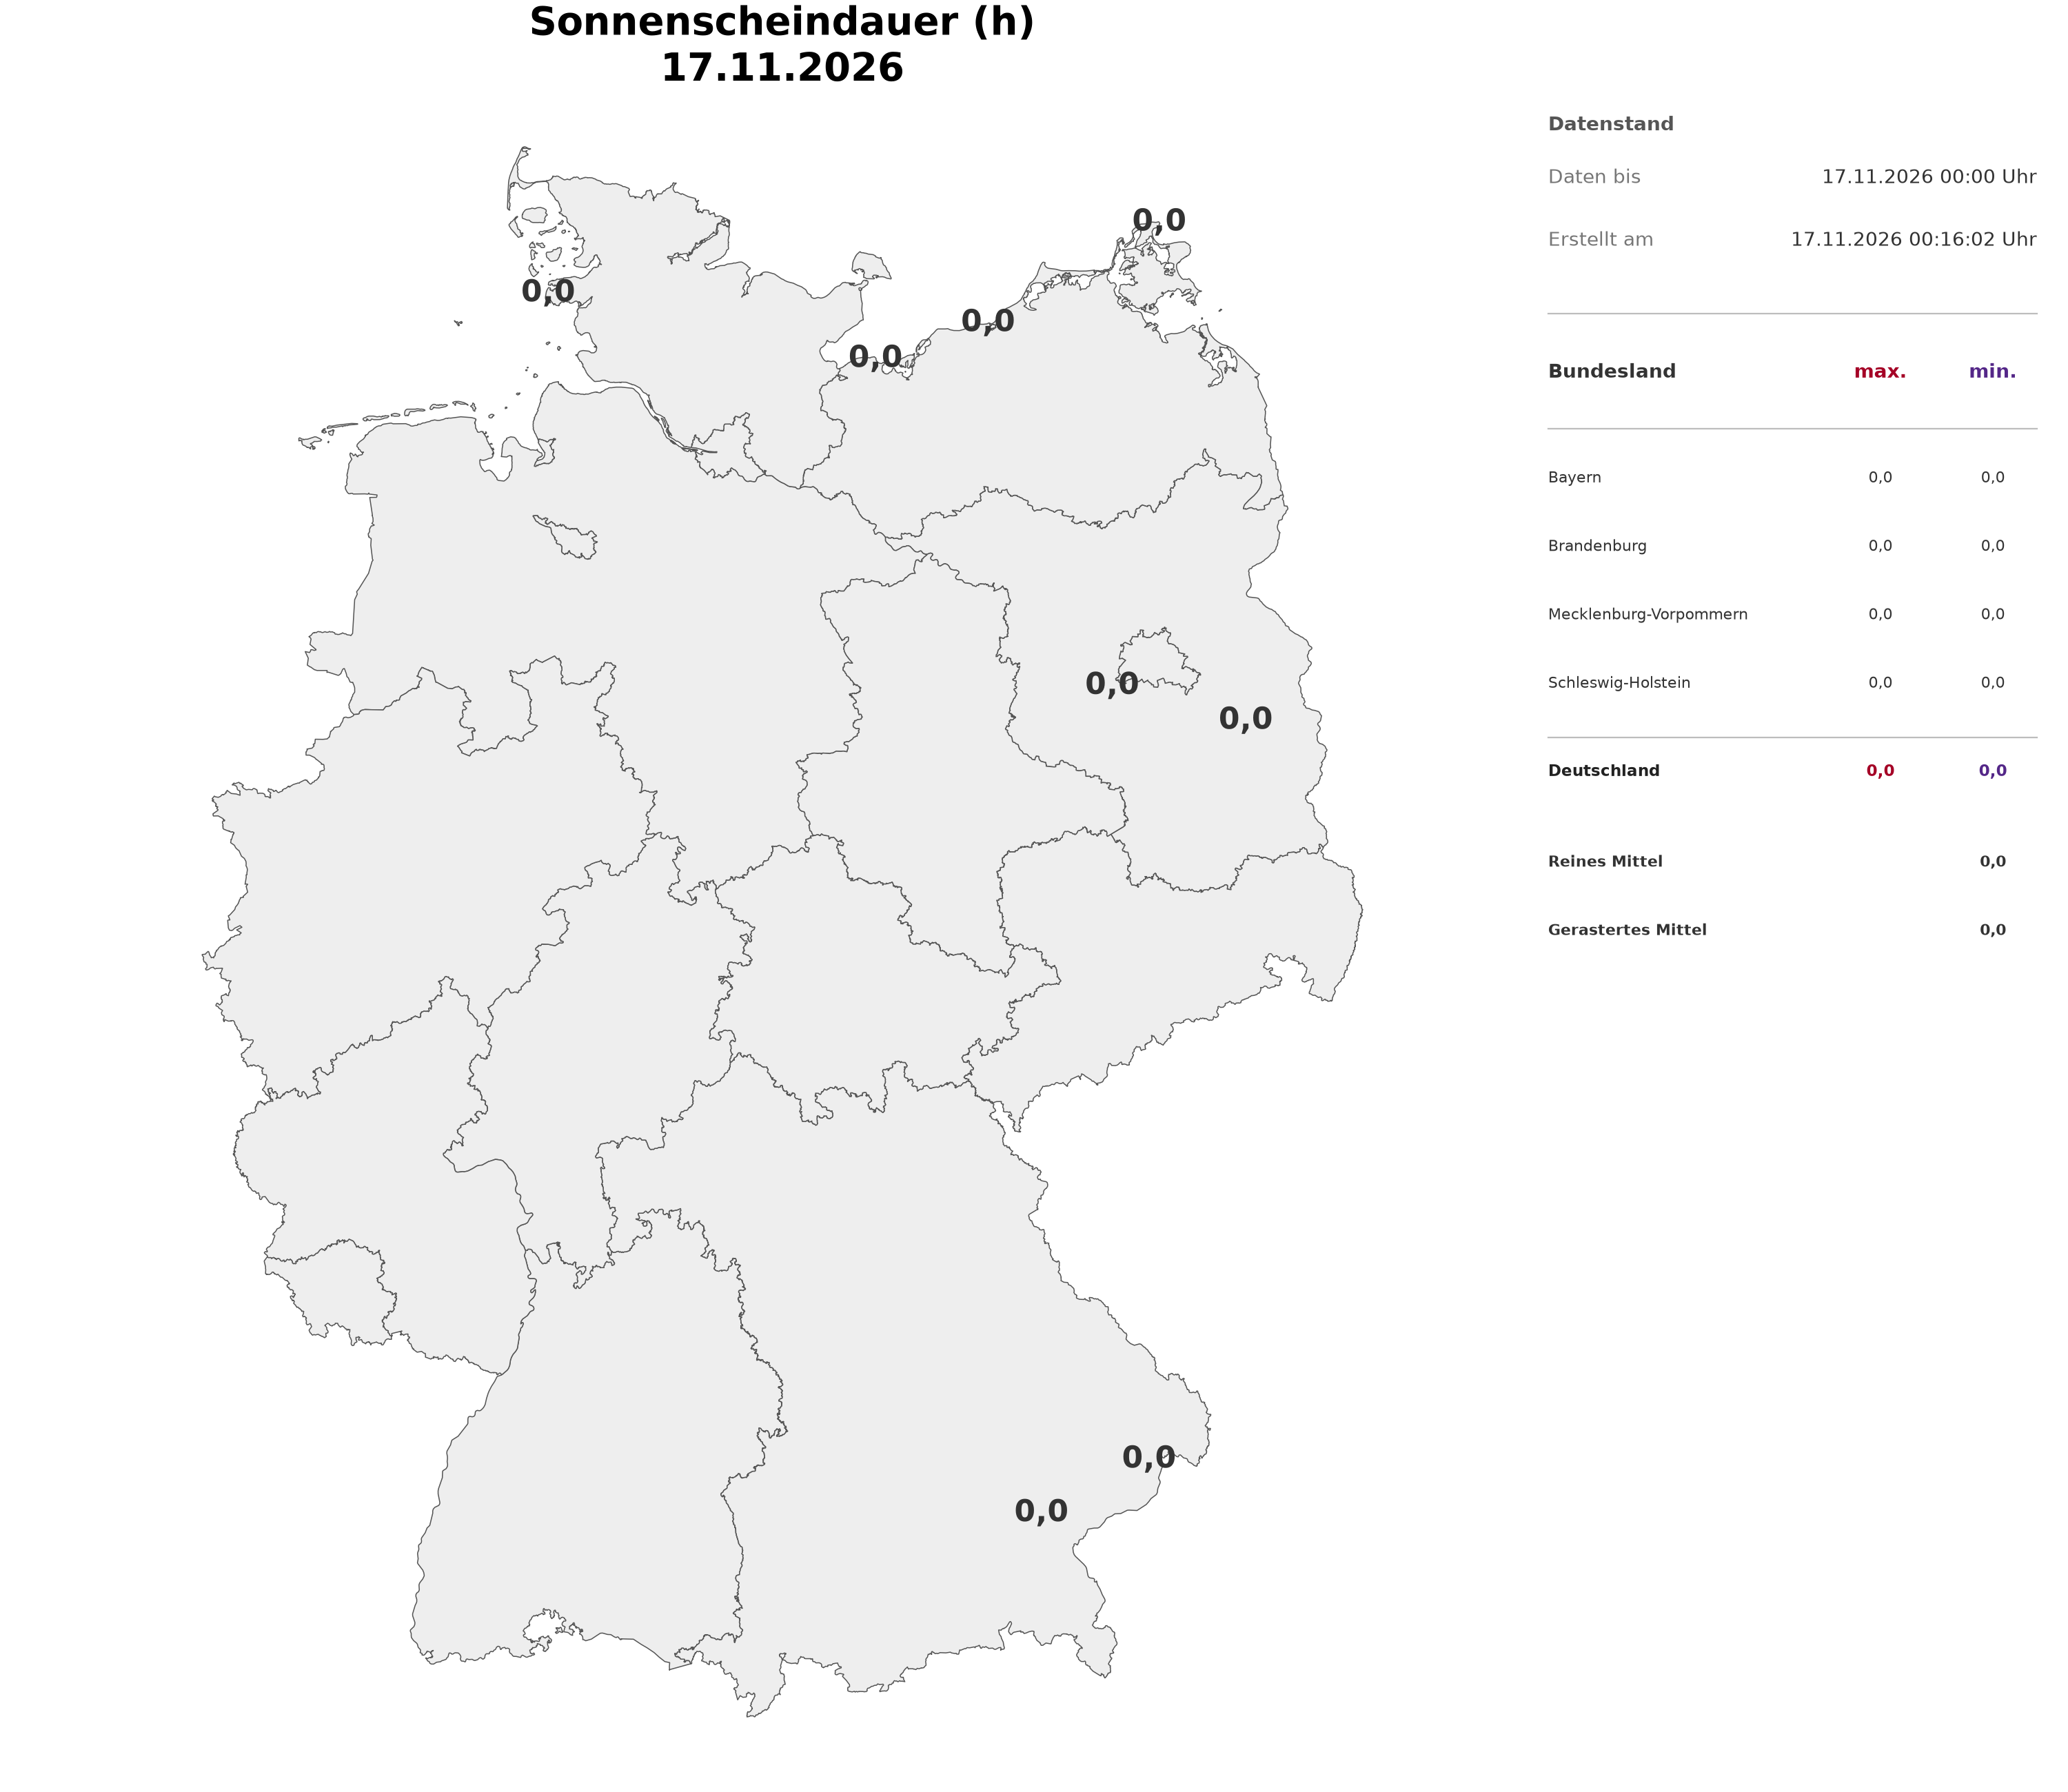 Sonnenscheindauer (h)
17.11.2026
0,0
0,0
0,0
0,0
0,0
0,0
0,0
0,0
Datenstand
Daten bis 17.11.2026 00:00 Uhr
Erstellt am 17.11.2026 00:16:02 Uhr
Bundesland max. min.
Bayern 0,0 0,0
Brandenburg 0,0 0,0
Mecklenburg-Vorpommern 0,0 0,0
Schleswig-Holstein 0,0 0,0
Deutschland 0,0 0,0
Reines Mittel 0,0
Gerastertes Mittel 0,0